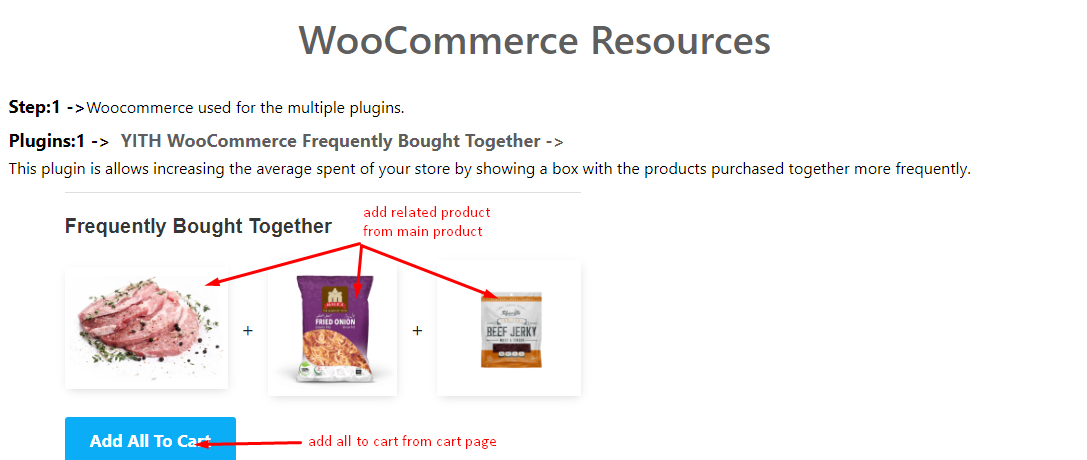 WooCommerce Resources
Step:1 ->Woocommerce used for the multiple plugins.
Plugins:1 -> YITH WooCommerce Frequently Bought Together ->
This plugin is allows increasing the average spent of your store by showing a box with the products purchased together more frequently.
add related product
from main product
Frequently Bought Together
FRIED ONION
+
+
BEEF JERKY
Add All To Cart
add all to cart from cart page